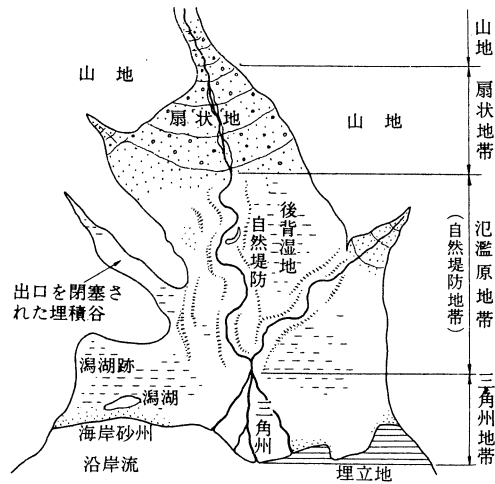 山地
山地
扇状地
山地
扇状地帯
後背湿地
自然堤防
氾濫原地帯
(自然堤防地帯)
出口を閉塞さ
れた埋積谷
潟湖跡
潟湖
海岸砂州
沿岸流
三角州
三角州地帯
埋立地